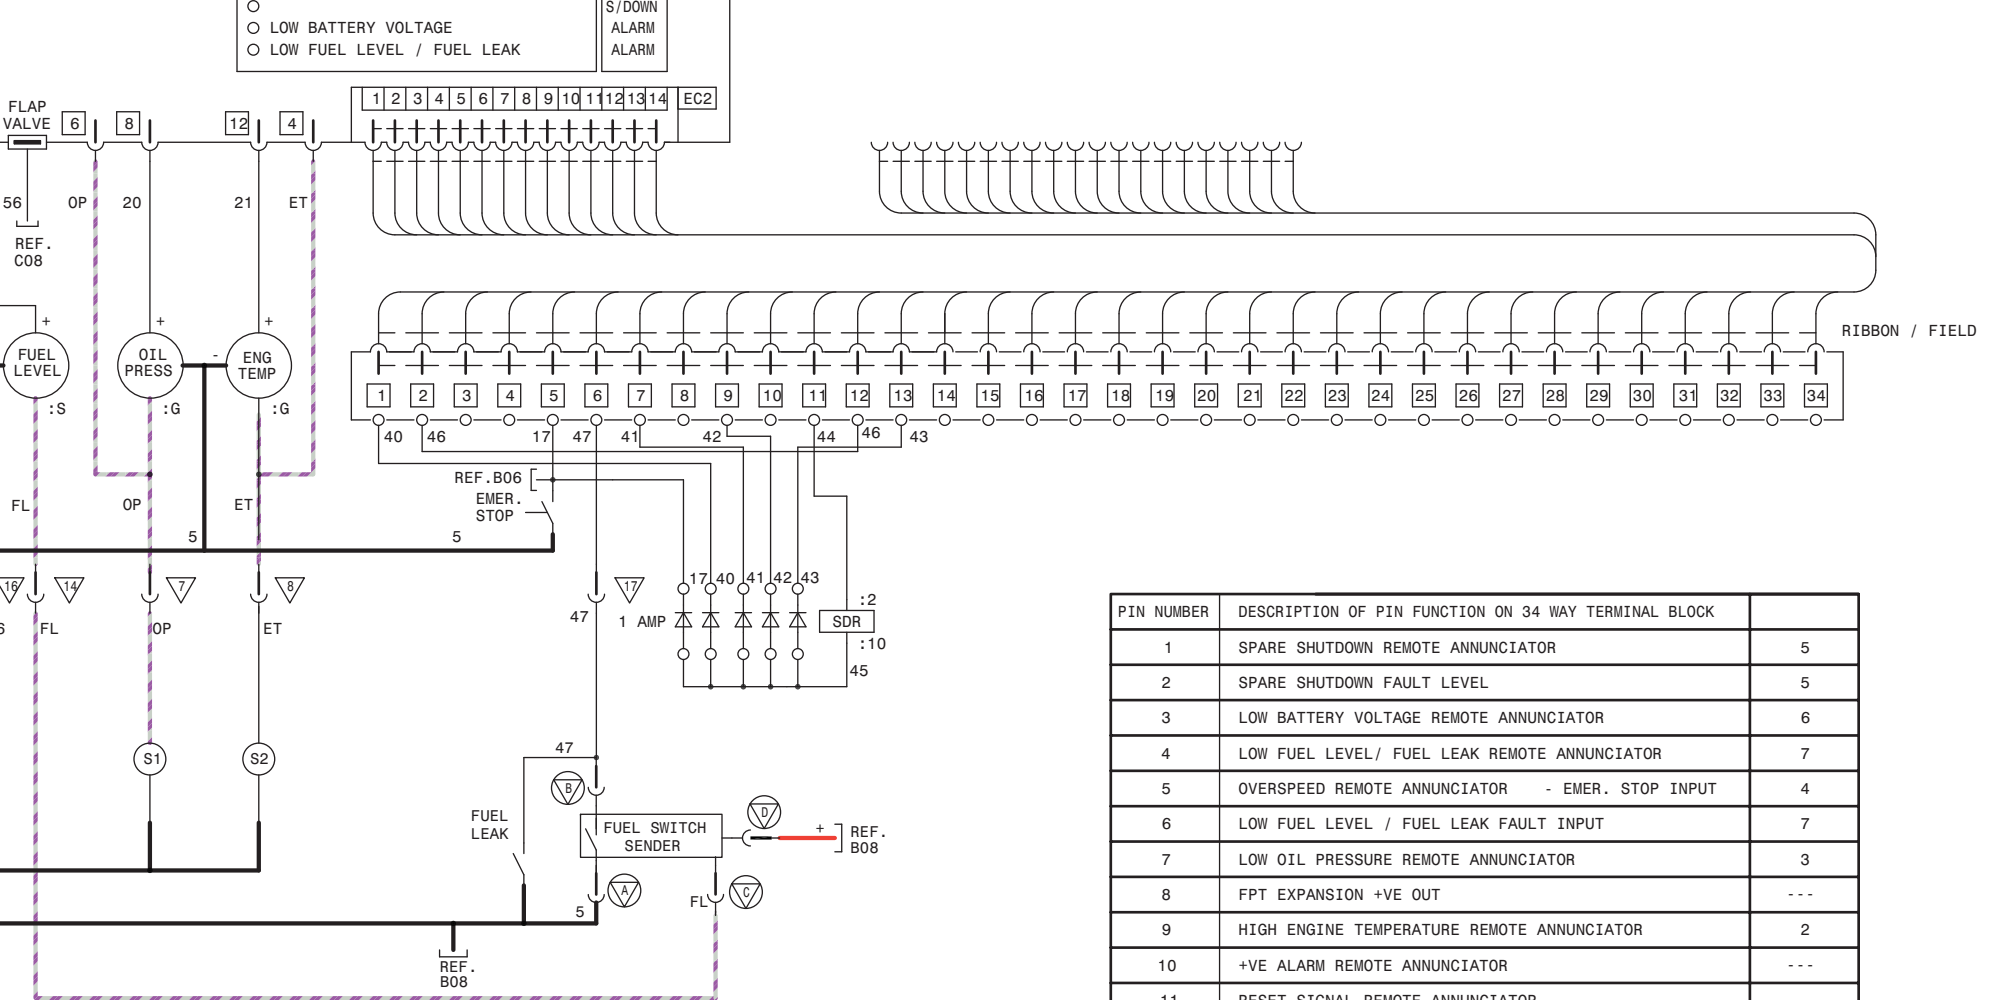 S/DOWN
LOW BATTERY VOLTAGE ALARM
LOW FUEL LEVEL / FUEL LEAK ALARM
1 2 3 4 5 6 7 8 9 10 11 12 13 14 EC2
FLAP
VALVE
6 8 12 4
56 OP 20 21 ET
REF.
C08
+ + +
FUEL
LEVEL
OIL
PRESS
-
ENG
TEMP
:S :G :G
RIBBON / FIELD
1 2 3 4 5 6 7 8 9 10 11 12 13 14 15 16 17 18 19 20 21 22 23 24 25 26 27 28 29 30 31 32 33 34
40 46 17 47 41 42 44 46 43
REF.B06
EMER.
STOP
FL OP ET
5 5
16 14 7 8 17
17 40 41 42 43
6 FL OP ET
47
1 AMP
:2
SDR
:10
45
S1 S2
47
B
FUEL
LEAK
FUEL SWITCH
SENDER
D
+
REF.
B08
A
C
5
FL
REF.
B08
PIN NUMBER DESCRIPTION OF PIN FUNCTION ON 34 WAY TERMINAL BLOCK
1 SPARE SHUTDOWN REMOTE ANNUNCIATOR 5
2 SPARE SHUTDOWN FAULT LEVEL 5
3 LOW BATTERY VOLTAGE REMOTE ANNUNCIATOR 6
4 LOW FUEL LEVEL/ FUEL LEAK REMOTE ANNUNCIATOR 7
5 OVERSPEED REMOTE ANNUNCIATOR - EMER. STOP INPUT 4
6 LOW FUEL LEVEL / FUEL LEAK FAULT INPUT 7
7 LOW OIL PRESSURE REMOTE ANNUNCIATOR 3
8 FPT EXPANSION +VE OUT ---
9 HIGH ENGINE TEMPERATURE REMOTE ANNUNCIATOR 2
10 +VE ALARM REMOTE ANNUNCIATOR ---
11 RESET SIGNAL REMOTE ANNUNCIATOR